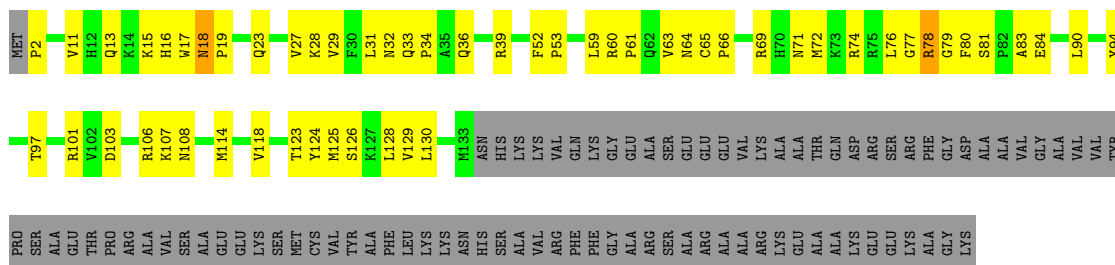 MET P2 V11 H12 Q13 K14 K15 H16 W17 N18 P19 Q23 V27 K28 V29 F30 L31 N32 Q33 P34 A35 Q36 R39 F52 P53 L59 R60 P61 Q62 V63 N64 C65 P66 R69 H70 N71 M72 K73 R74 R75 L76 G77 R78 G79 F80 S81 P82 A83 E84 L90
T97 R101 V102 D103 R106 K107 N108 M114 V118 T123 Y124 M125 S126 K127 L128 V129 L130 M133 ASN HIS LYS LYS VAL GLN LYS GLY GLU ALA SER GLU GLU GLU VAL LYS ALA ALA THR GLN ASP ARG SER ARG PHE GLY ASP ALA ALA VAL GLY ALA VAL VAL TYR
PRO SER ALA GLU THR PRO ARG ALA VAL SER ALA GLU GLU LYS SER MET CYS VAL TYR ALA PHE LEU LYS LYS ASN HIS SER ALA VAL ARG PHE PHE GLY ALA ARG SER ALA ARG ALA ALA ARG LYS GLU ALA ALA LYS GLU GLU LYS ALA GLY LYS